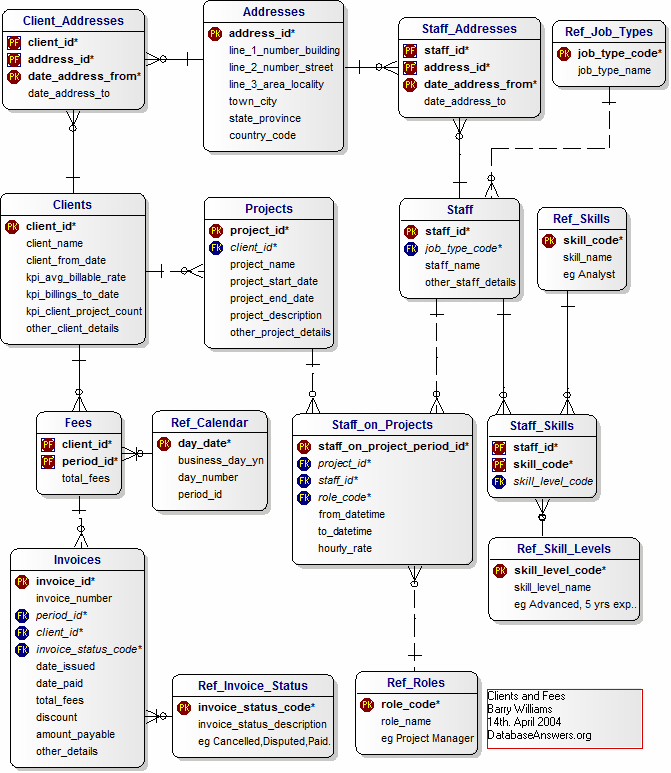 Client_Addresses
PF client_id*
PF address_id*
PK date_address_from*
date_address_to
Addresses
PK address_id*
line_1_number_building
line_2_number_street
line_3_area_locality
town_city
state_province
country_code
Staff_Addresses
PF staff_id*
PF address_id*
PK date_address_from*
date_address_to
Ref_Job_Types
PK job_type_code*
job_type_name
Clients
PK client_id*
client_name
client_from_date
kpi_avg_billable_rate
kpi_billings_to_date
kpi_client_project_count
other_client_details
Projects
PK project_id*
Fk client_id*
project_name
project_start_date
project_end_date
project_description
other_project_details
Staff
PK staff_id*
Fk job_type_code*
staff_name
other_staff_details
Ref_Skills
PK skill_code*
skill_name
eg Analyst
Fees
PF client_id*
PF period_id*
total_fees
Ref_Calendar
PK day_date*
business_day_yn
day_number
period_id
Staff_on_Projects
PK staff_on_project_period_id*
Fk project_id*
Fk staff_id*
Fk role_code*
from_datetime
to_datetime
hourly_rate
Staff_Skills
PF staff_id*
PF skill_code*
Fk skill_level_code
Ref_Skill_Levels
PK skill_level_code*
skill_level_name
eg Advanced, 5 yrs exp..
Invoices
PK invoice_id*
invoice_number
Fk period_id*
Fk client_id*
Fk invoice_status_code*
date_issued
date_paid
total_fees
discount
amount_payable
other_details
Ref_Invoice_Status
PK invoice_status_code*
invoice_status_description
eg Cancelled,Disputed,Paid.
Ref_Roles
PK role_code*
role_name
eg Project Manager
Clients and Fees
Barry Williams
14th. April 2004
DatabaseAnswers.org